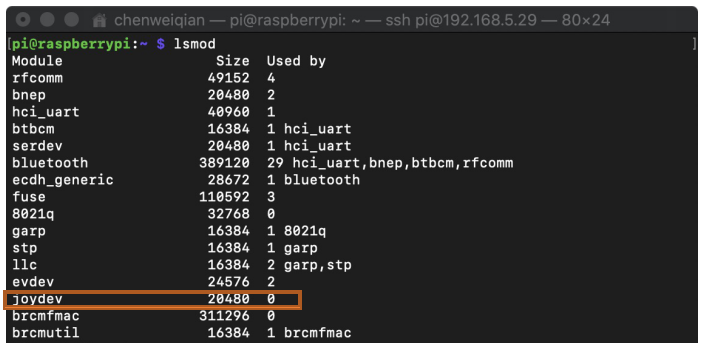 chenweiqian — pi@raspberrypi: ~ — ssh pi@192.168.5.29 — 80×24
[pi@raspberrypi:~ $ lsmod ]
Module Size Used by
rfcomm 49152 4
bnep 20480 2
hci_uart 40960 1
btbcm 16384 1 hci_uart
serdev 20480 1 hci_uart
bluetooth 389120 29 hci_uart,bnep,btbcm,rfcomm
ecdh_generic 28672 1 bluetooth
fuse 110592 3
8021q 32768 0
garp 16384 1 8021q
stp 16384 1 garp
llc 16384 2 garp,stp
evdev 24576 2
joydev 20480 0
brcmfmac 311296 0
brcmutil 16384 1 brcmfmac